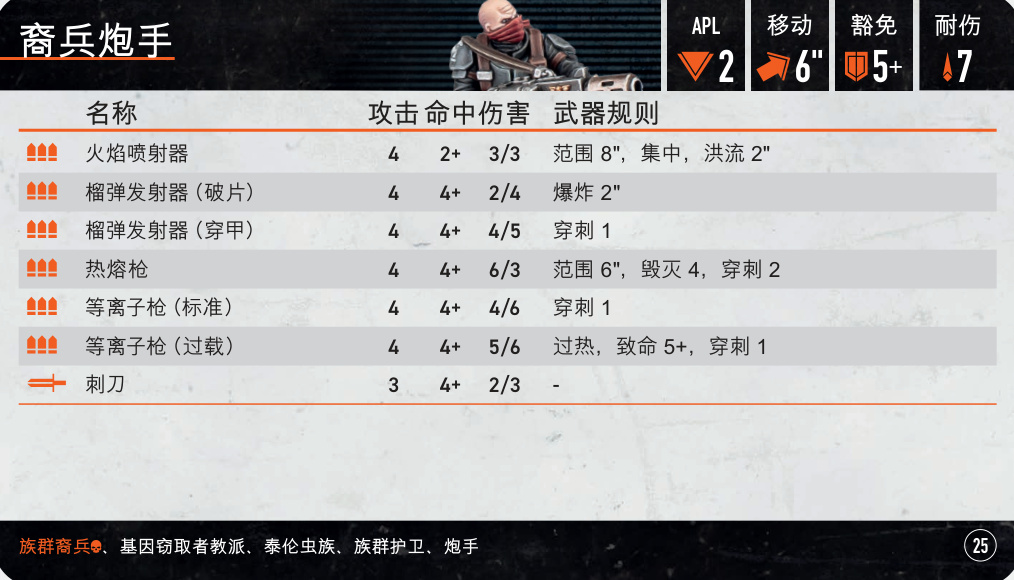 裔兵炮手
APL 移动 豁免 耐伤
2 6" 5+ 7
名称 攻击 命中 伤害 武器规则
火焰喷射器 4 2+ 3/3 范围 8", 集中, 洪流 2"
榴弹发射器 (破片) 4 4+ 2/4 爆炸 2"
榴弹发射器 (穿甲) 4 4+ 4/5 穿刺 1
热熔枪 4 4+ 6/3 范围 6", 毁灭 4, 穿刺 2
等离子枪 (标准) 4 4+ 4/6 穿刺 1
等离子枪 (过载) 4 4+ 5/6 过热, 致命 5+, 穿刺 1
刺刀 3 4+ 2/3 -
族群裔兵、基因窃取者教派、泰伦虫族、族群护卫、炮手 25